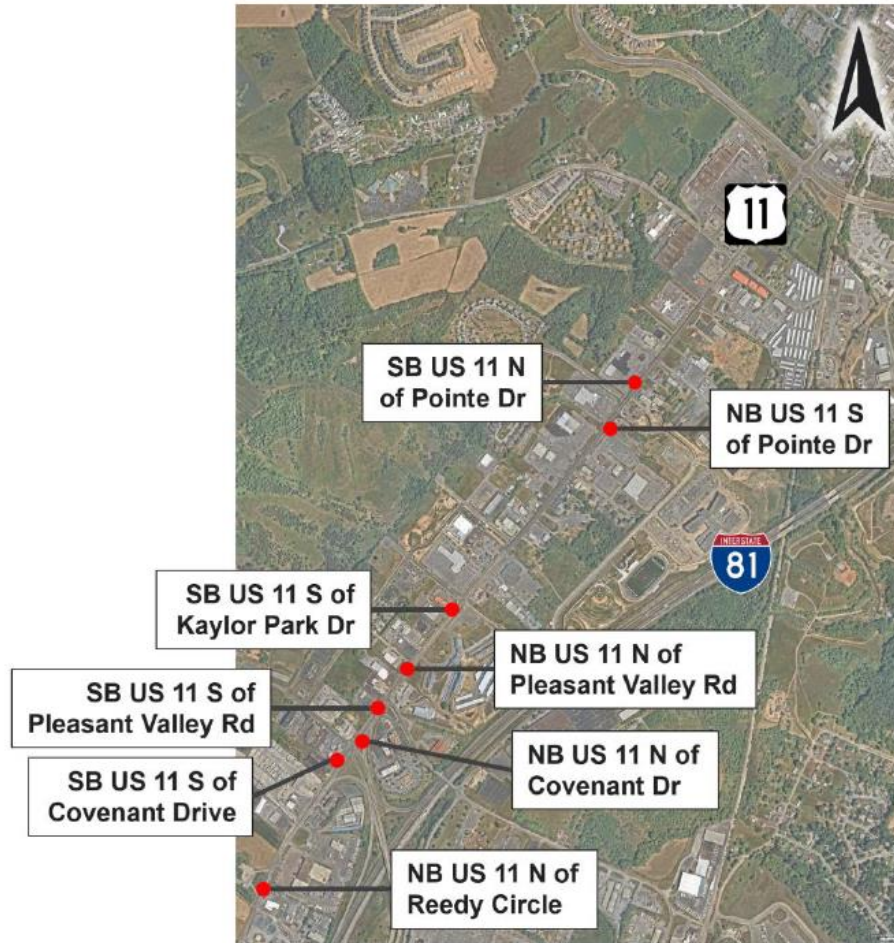 11
SB US 11 N
of Pointe Dr
NB US 11 S
of Pointe Dr
INTERSTATE
81
SB US 11 S of
Kaylor Park Dr
NB US 11 N of
Pleasant Valley Rd
SB US 11 S of
Pleasant Valley Rd
NB US 11 N of
Covenant Dr
SB US 11 S of
Covenant Drive
NB US 11 N of
Reedy Circle